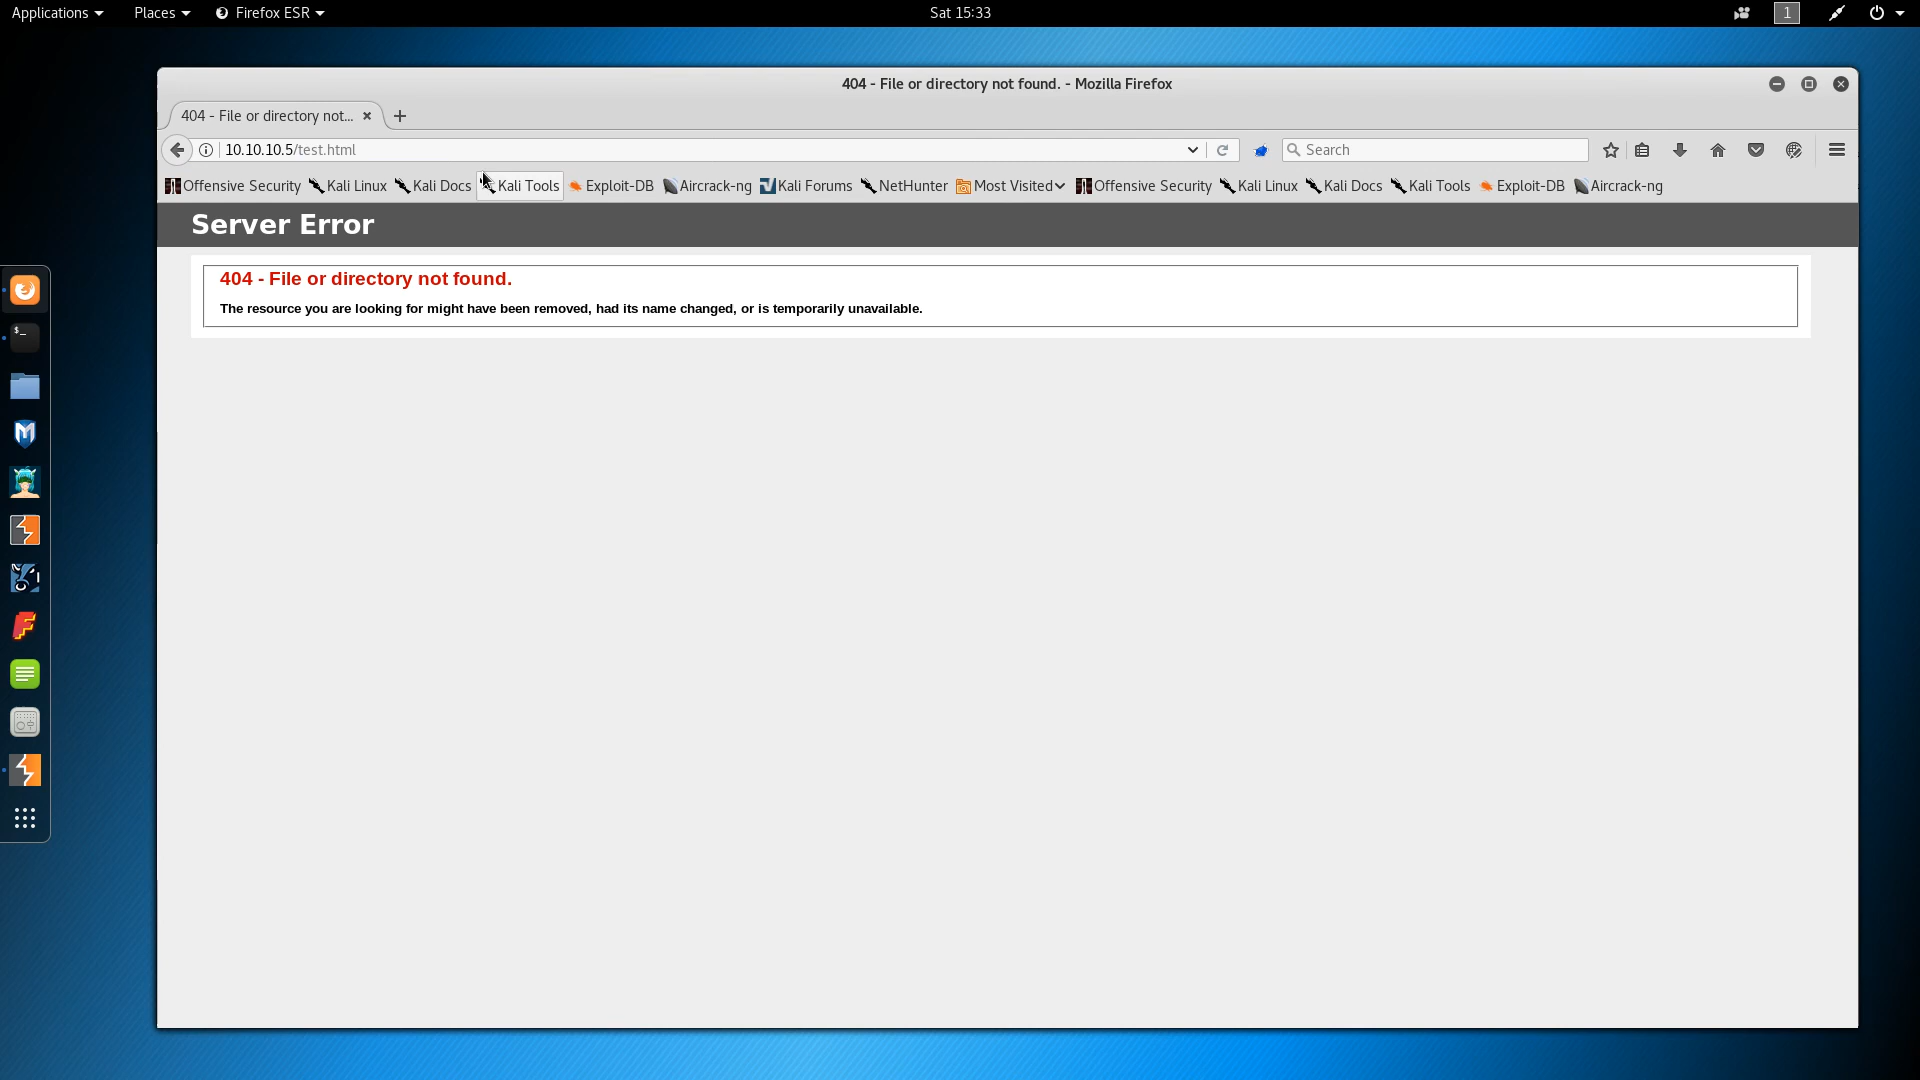 Applications Places Firefox ESR Sat 15:33 1
404 - File or directory not found. - Mozilla Firefox
404 - File or directory not...
10.10.10.5/test.html Search
Offensive Security Kali Linux Kali Docs Kali Tools Exploit-DB Aircrack-ng Kali Forums NetHunter Most Visited Offensive Security Kali Linux Kali Docs Kali Tools Exploit-DB Aircrack-ng
Server Error
404 - File or directory not found.
The resource you are looking for might have been removed, had its name changed, or is temporarily unavailable.